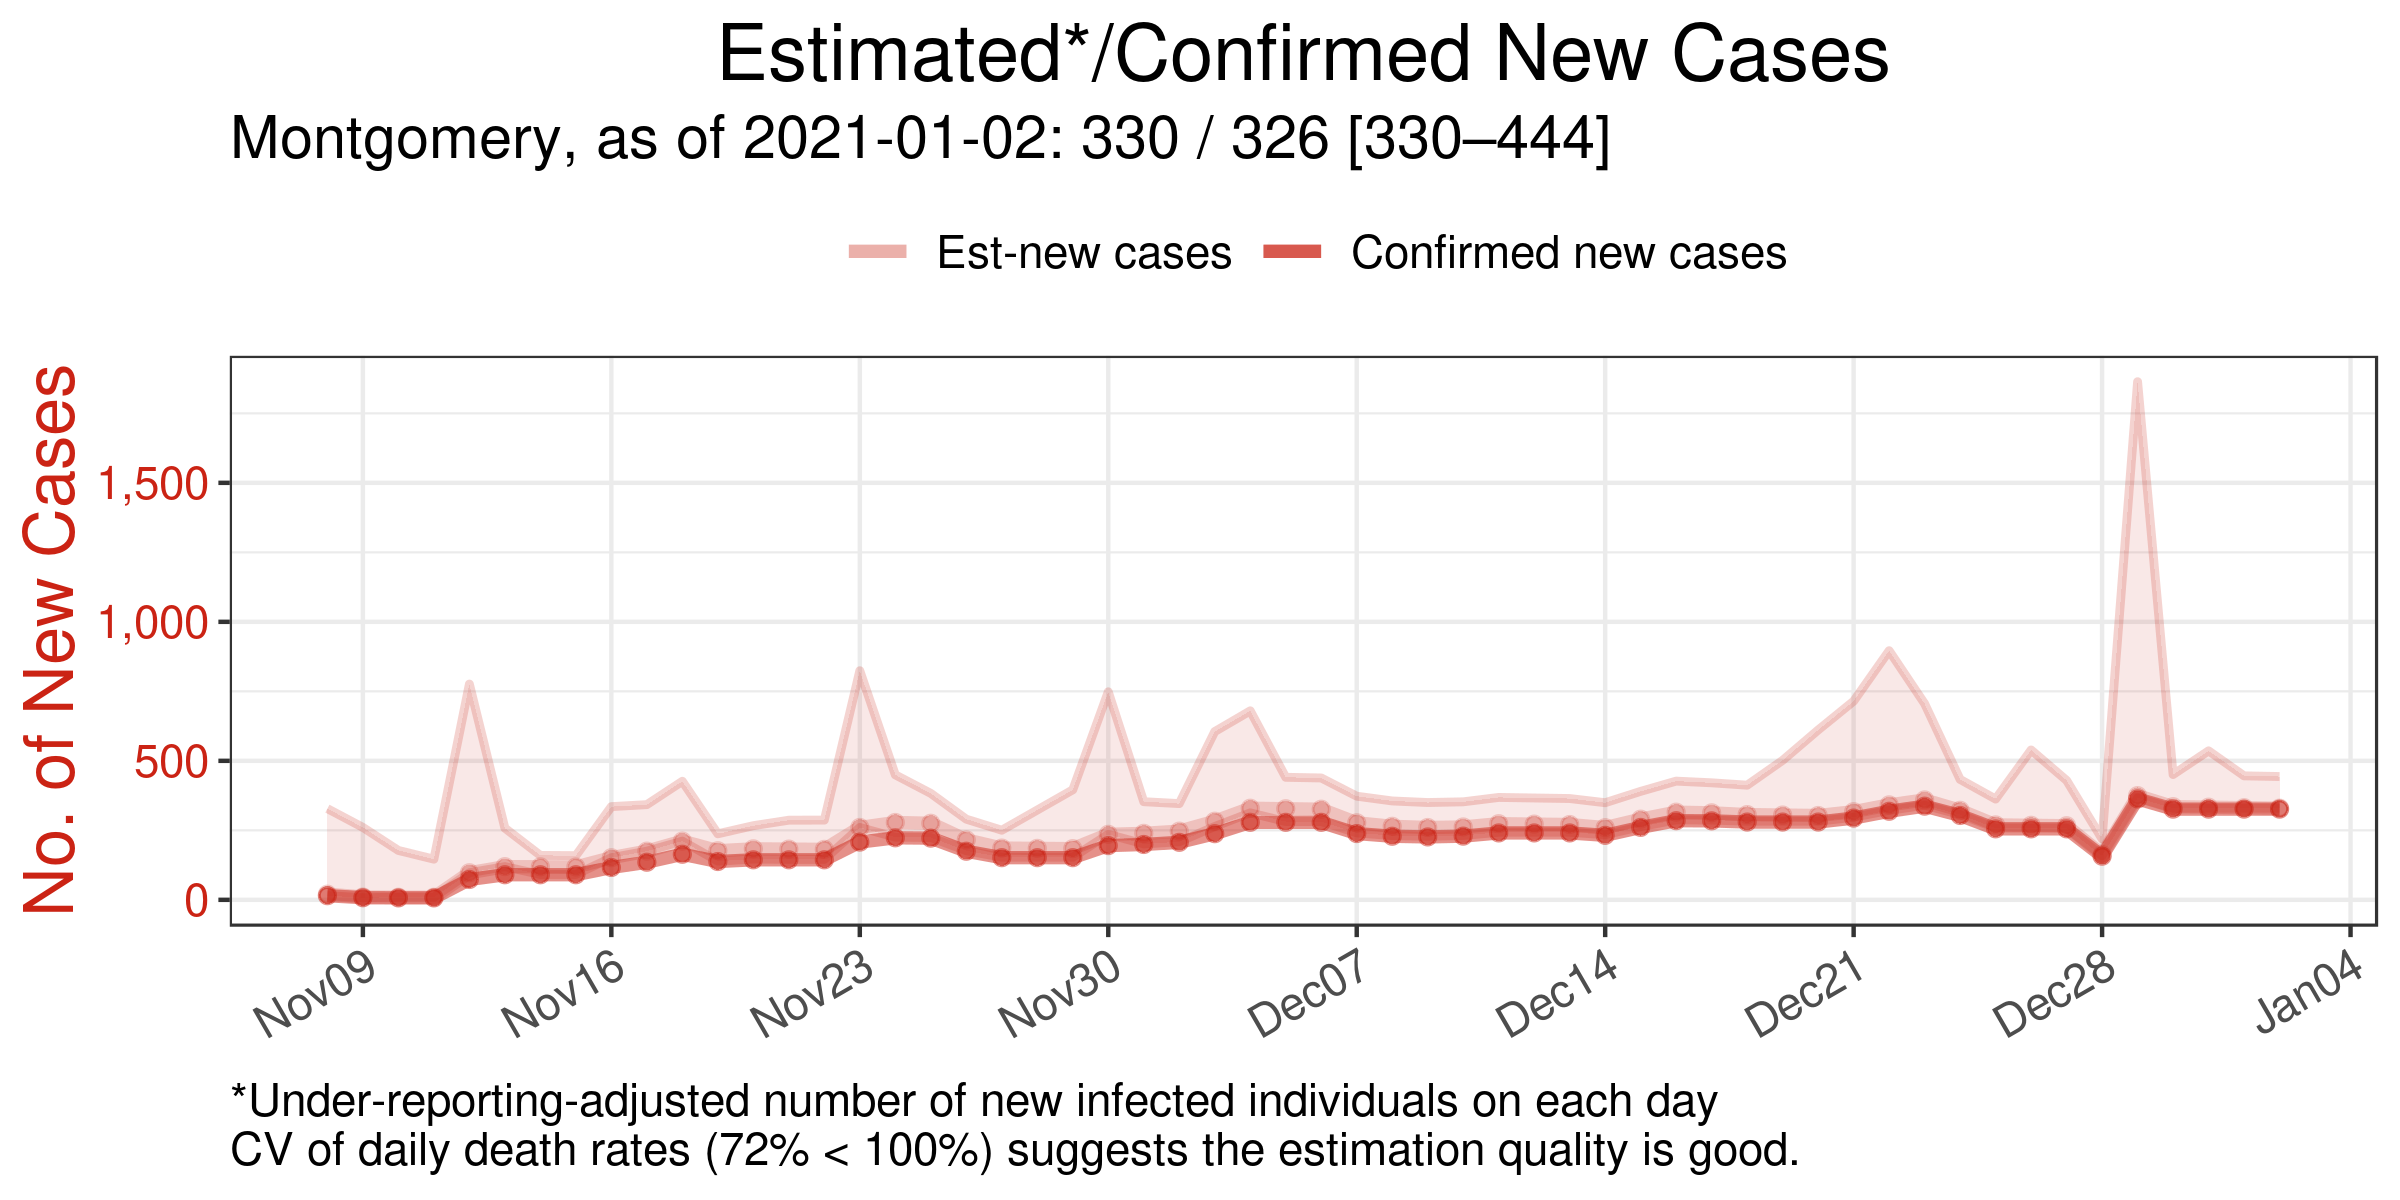 Estimated*/Confirmed New Cases
Montgomery, as of 2021-01-02: 330 / 326 [330–444]
Est-new cases Confirmed new cases
No. of New Cases
1,500
1,000
500
0
Nov09 Nov16 Nov23 Nov30 Dec07 Dec14 Dec21 Dec28 Jan04
*Under-reporting-adjusted number of new infected individuals on each day
CV of daily death rates (72% < 100%) suggests the estimation quality is good.